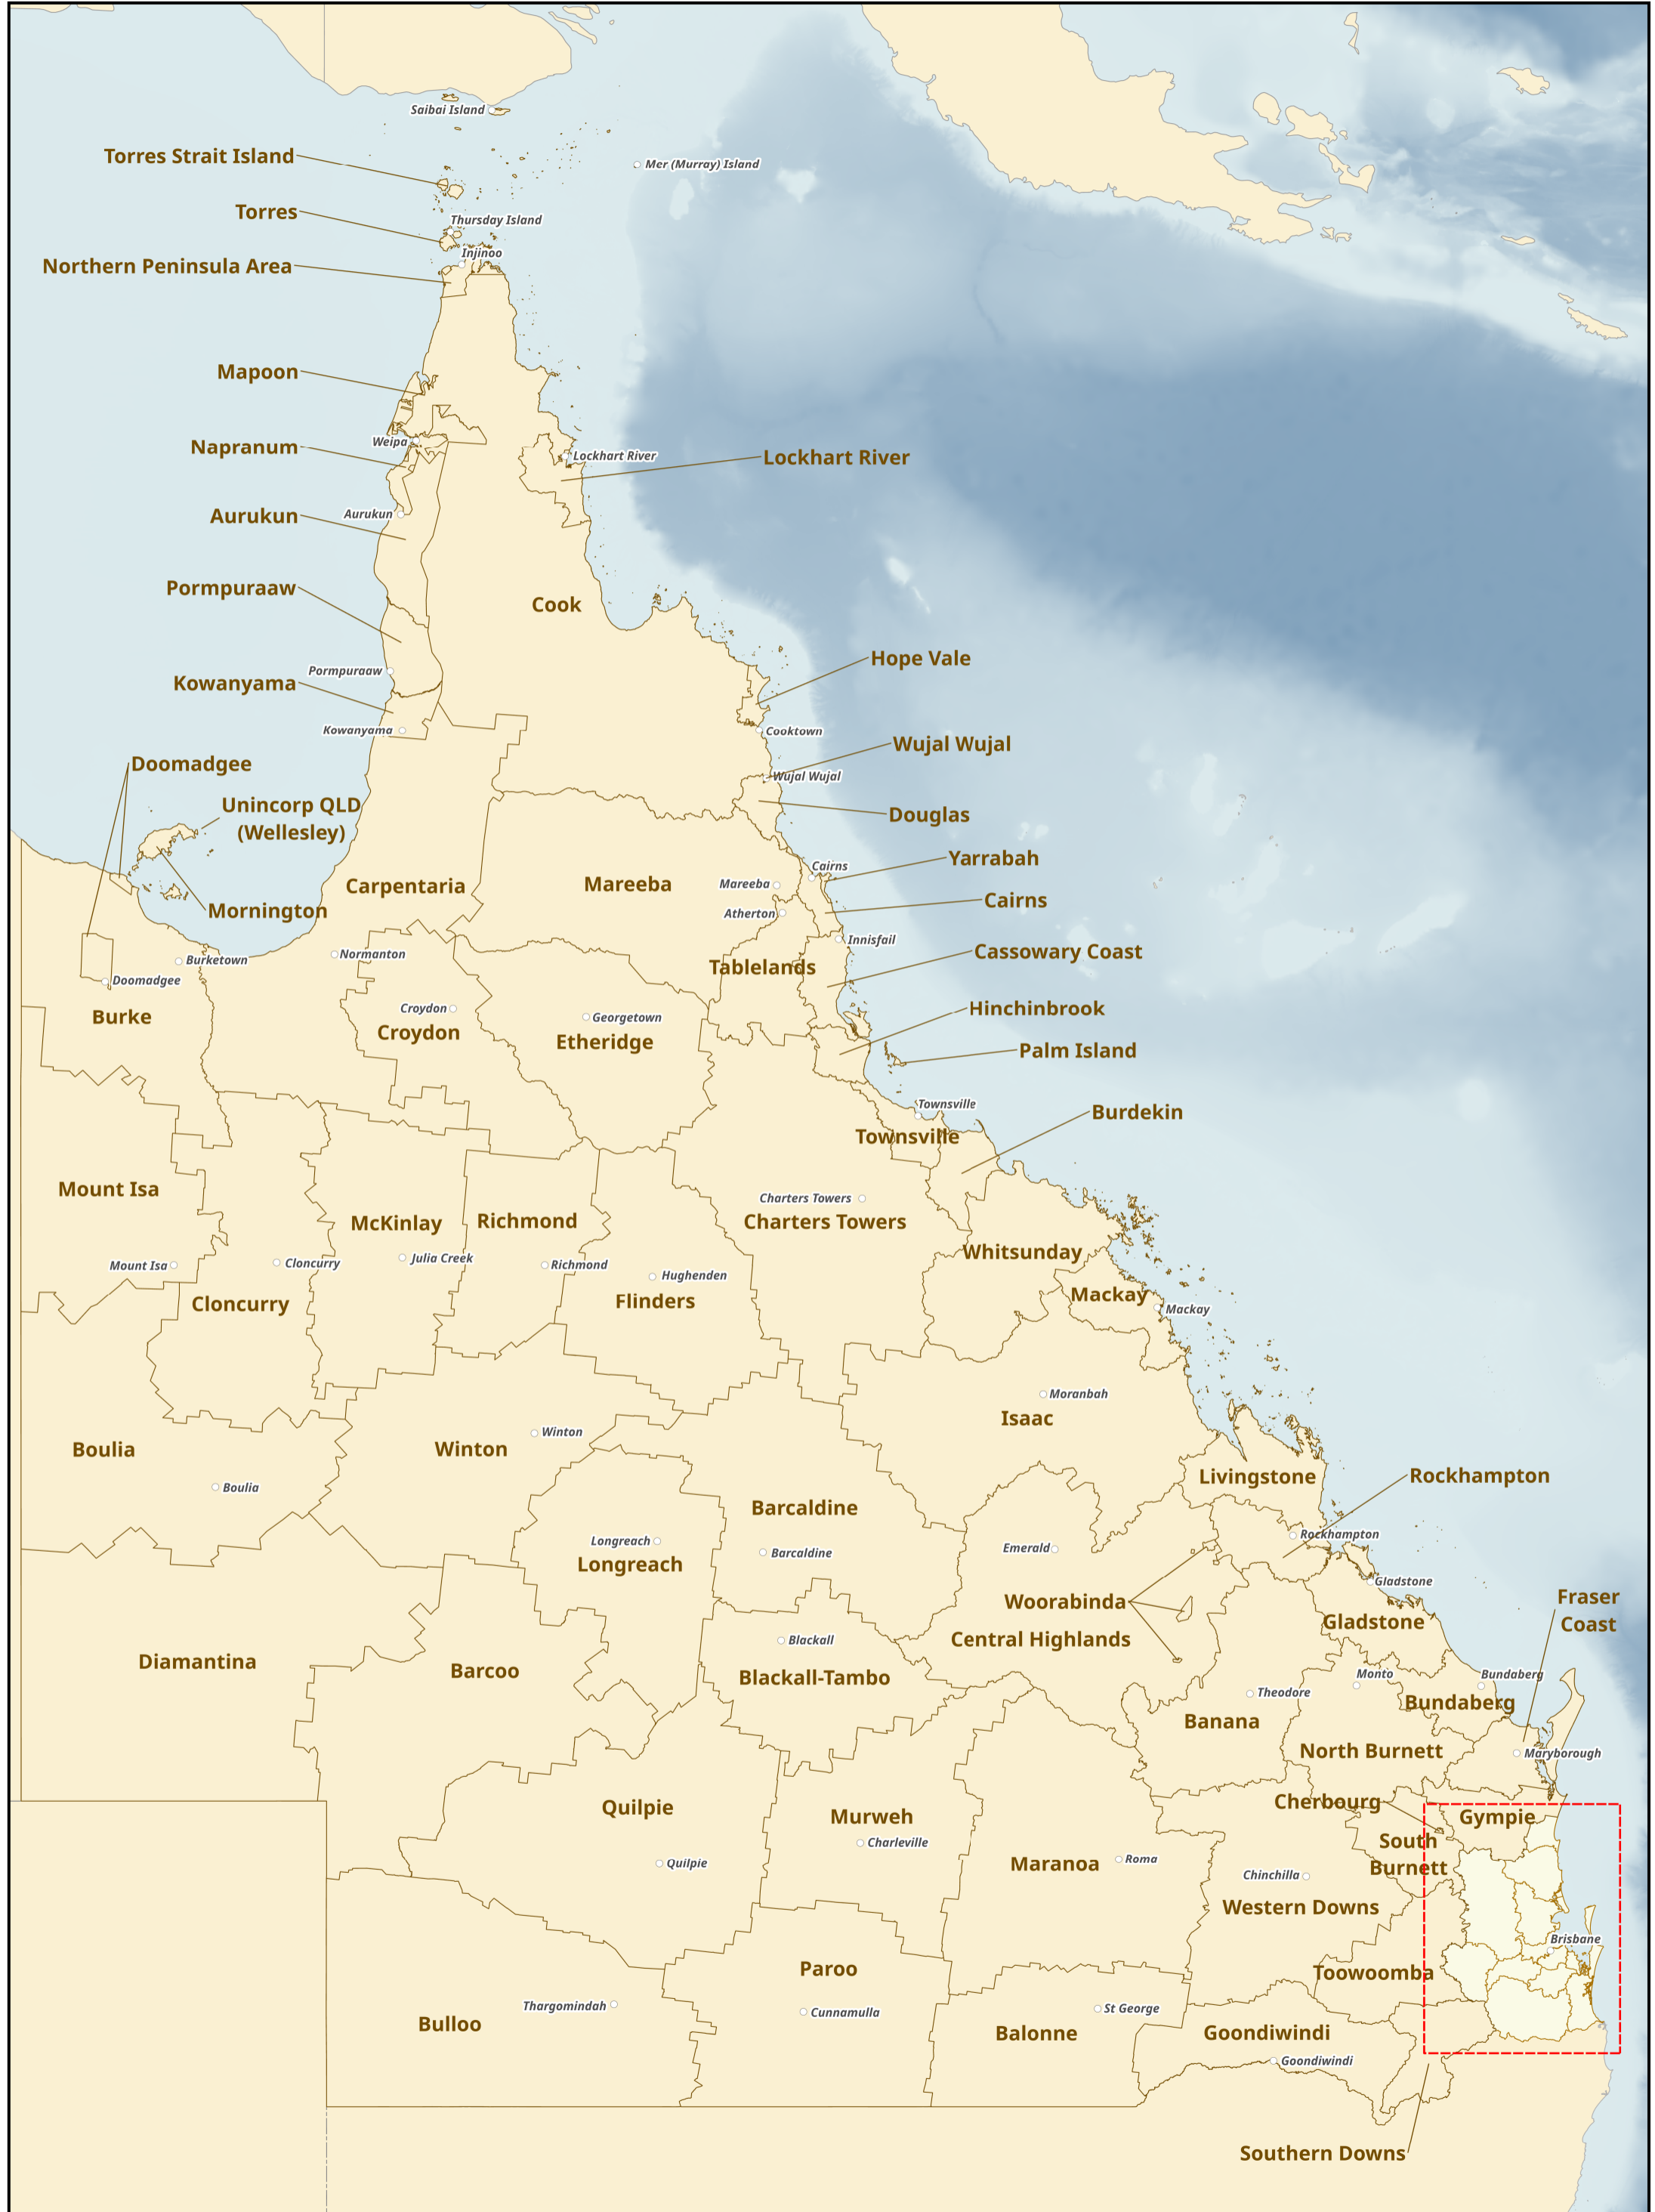 Saibai Island
Torres Strait Island
Mer (Murray) Island
Torres
Thursday Island
Injinoo
Northern Peninsula Area
Mapoon
Weipa
Napranum
Lockhart River
Lockhart River
Aurukun
Aurukun
Pormpuraaw
Cook
Hope Vale
Pormpuraaw
Kowanyama
Kowanyama
Cooktown
Wujal Wujal
Doomadgee
Wujal Wujal
Unincorp QLD
(Wellesley)
Douglas
Yarrabah
Cairns
Carpentaria
Mareeba
Mareeba
Cairns
Mornington
Atherton
Innisfail
Cassowary Coast
Normanton
Burketown
Tablelands
Doomadgee
Burke
Croydon
Croydon
Georgetown
Etheridge
Hinchinbrook
Palm Island
Townsville
Burdekin
Townsville
Mount Isa
Charters Towers
Charters Towers
McKinlay
Richmond
Whitsunday
Mount Isa
Cloncurry
Julia Creek
Richmond
Hughenden
Flinders
Cloncurry
Mackay
Mackay
Moranbah
Isaac
Boulia
Winton
Winton
Boulia
Livingstone
Rockhampton
Barcaldine
Longreach
Longreach
Barcaldine
Emerald
Rockhampton
Gladstone
Woorabinda
Fraser
Coast
Gladstone
Central Highlands
Blackall
Blackall-Tambo
Diamantina
Barcoo
Monto
Bundaberg
Theodore
Bundaberg
Banana
North Burnett
Maryborough
Quilpie
Murweh
Cherbourg
Gympie
Charleville
South
Burnett
Quilpie
Maranoa
Roma
Chinchilla
Western Downs
Brisbane
Paroo
Toowoomba
Thargomindah
Cunnamulla
St George
Bulloo
Balonne
Goondiwindi
Goondiwindi
Southern Downs